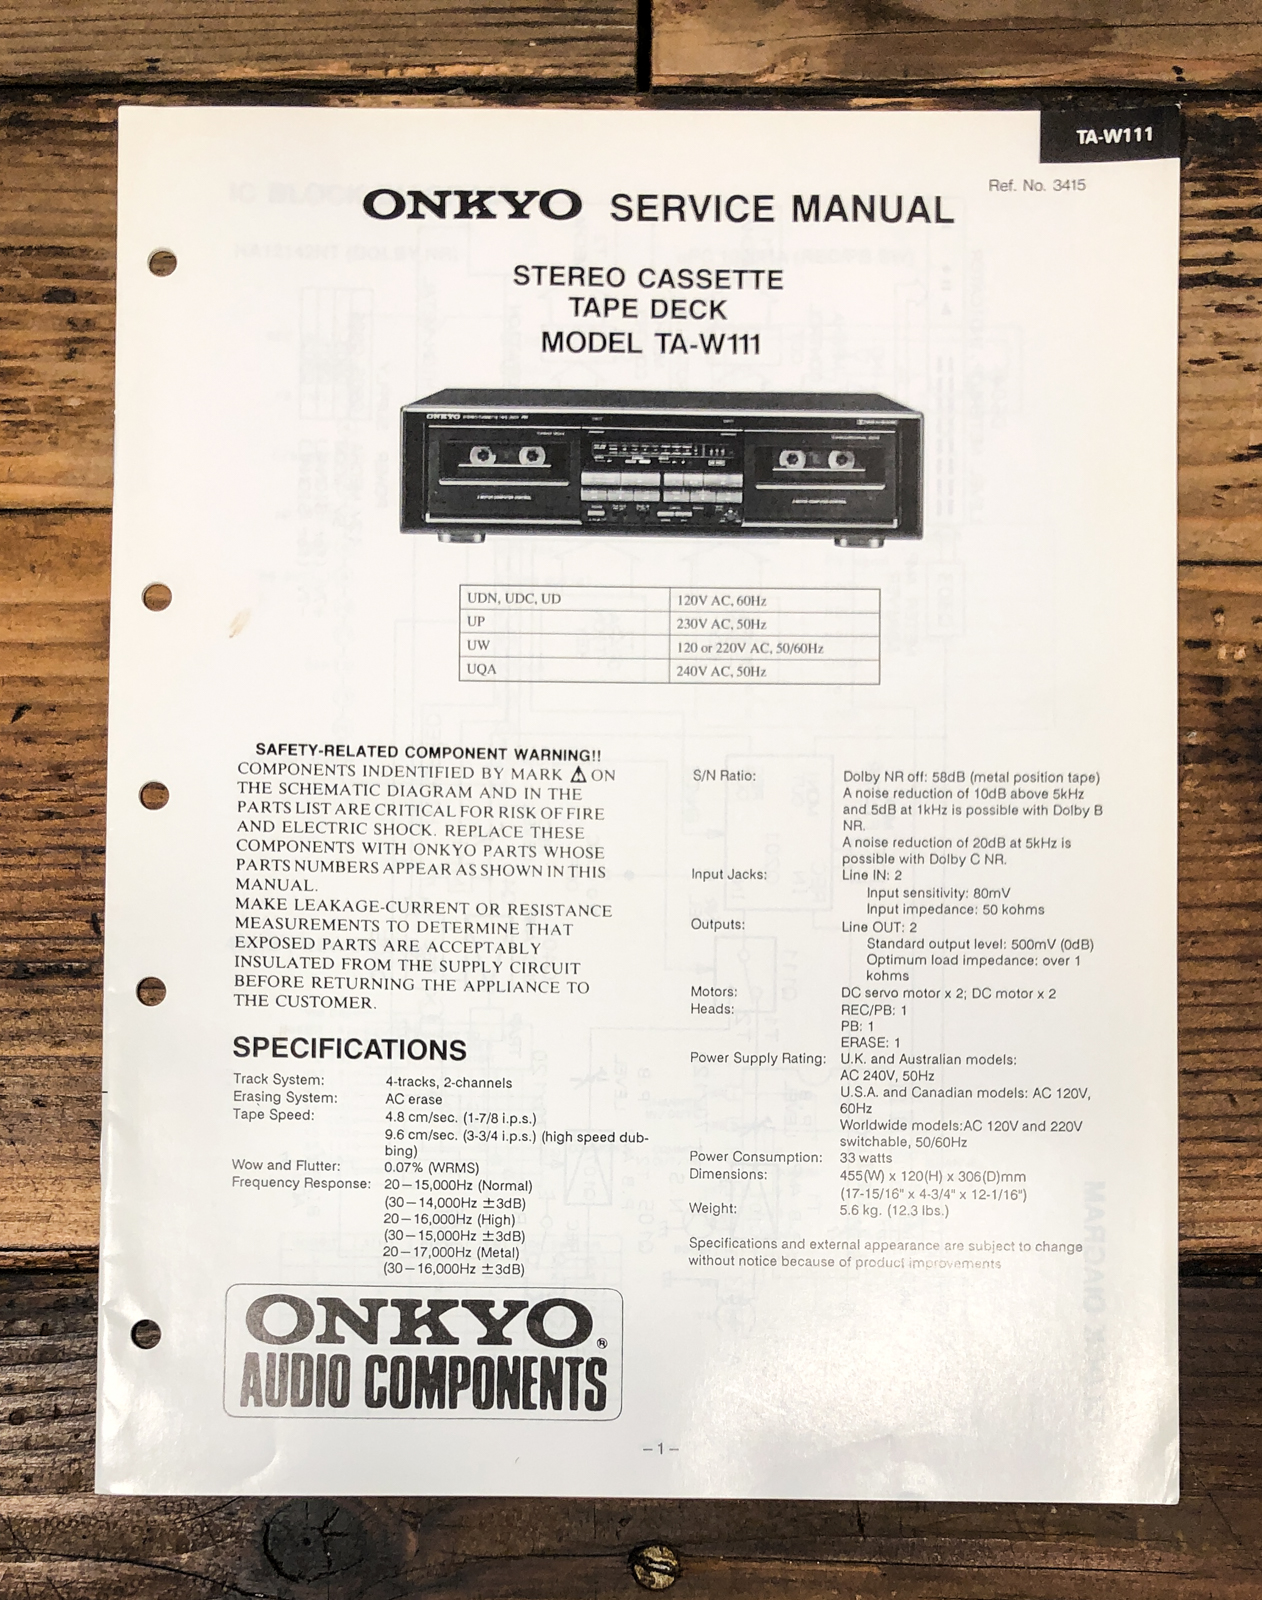 TA-W111
Ref. No. 3415
ONKYO SERVICE MANUAL
STEREO CASSETTE
TAPE DECK
MODEL TA-W111
ONKYO
UDN, UDC, UD 120V AC, 60Hz
UP 230V AC, 50Hz
UW 120 or 220V AC, 50/60Hz
UQA 240V AC, 50Hz
SAFETY-RELATED COMPONENT WARNING!!
COMPONENTS INDENTIFIED BY MARK ⚠ ON
THE SCHEMATIC DIAGRAM AND IN THE
PARTS LIST ARE CRITICAL FOR RISK OF FIRE
AND ELECTRIC SHOCK. REPLACE THESE
COMPONENTS WITH ONKYO PARTS WHOSE
PARTS NUMBERS APPEAR AS SHOWN IN THIS
MANUAL.
MAKE LEAKAGE-CURRENT OR RESISTANCE
MEASUREMENTS TO DETERMINE THAT
EXPOSED PARTS ARE ACCEPTABLY
INSULATED FROM THE SUPPLY CIRCUIT
BEFORE RETURNING THE APPLIANCE TO
THE CUSTOMER.
SPECIFICATIONS
Track System: 4-tracks, 2-channels
Erasing System: AC erase
Tape Speed: 4.8 cm/sec. (1-7/8 i.p.s.)
9.6 cm/sec. (3-3/4 i.p.s.) (high speed dub-
bing)
Wow and Flutter: 0.07% (WRMS)
Frequency Response: 20–15,000Hz (Normal)
(30–14,000Hz ±3dB)
20–16,000Hz (High)
(30–15,000Hz ±3dB)
20–17,000Hz (Metal)
(30–16,000Hz ±3dB)
S/N Ratio: Dolby NR off: 58dB (metal position tape)
A noise reduction of 10dB above 5kHz
and 5dB at 1kHz is possible with Dolby B
NR.
A noise reduction of 20dB at 5kHz is
possible with Dolby C NR.
Input Jacks: Line IN: 2
Input sensitivity: 80mV
Input impedance: 50 kohms
Outputs: Line OUT: 2
Standard output level: 500mV (0dB)
Optimum load impedance: over 1
kohms
Motors: DC servo motor x 2; DC motor x 2
Heads: REC/PB: 1
PB: 1
ERASE: 1
Power Supply Rating: U.K. and Australian models:
AC 240V, 50Hz
U.S.A. and Canadian models: AC 120V,
60Hz
Worldwide models:AC 120V and 220V
switchable, 50/60Hz
Power Consumption: 33 watts
Dimensions: 455(W) x 120(H) x 306(D)mm
(17-15/16" x 4-3/4" x 12-1/16")
Weight: 5.6 kg. (12.3 lbs.)
Specifications and external appearance are subject to change
without notice because of product improvements
ONKYO®
AUDIO COMPONENTS
– 1 –